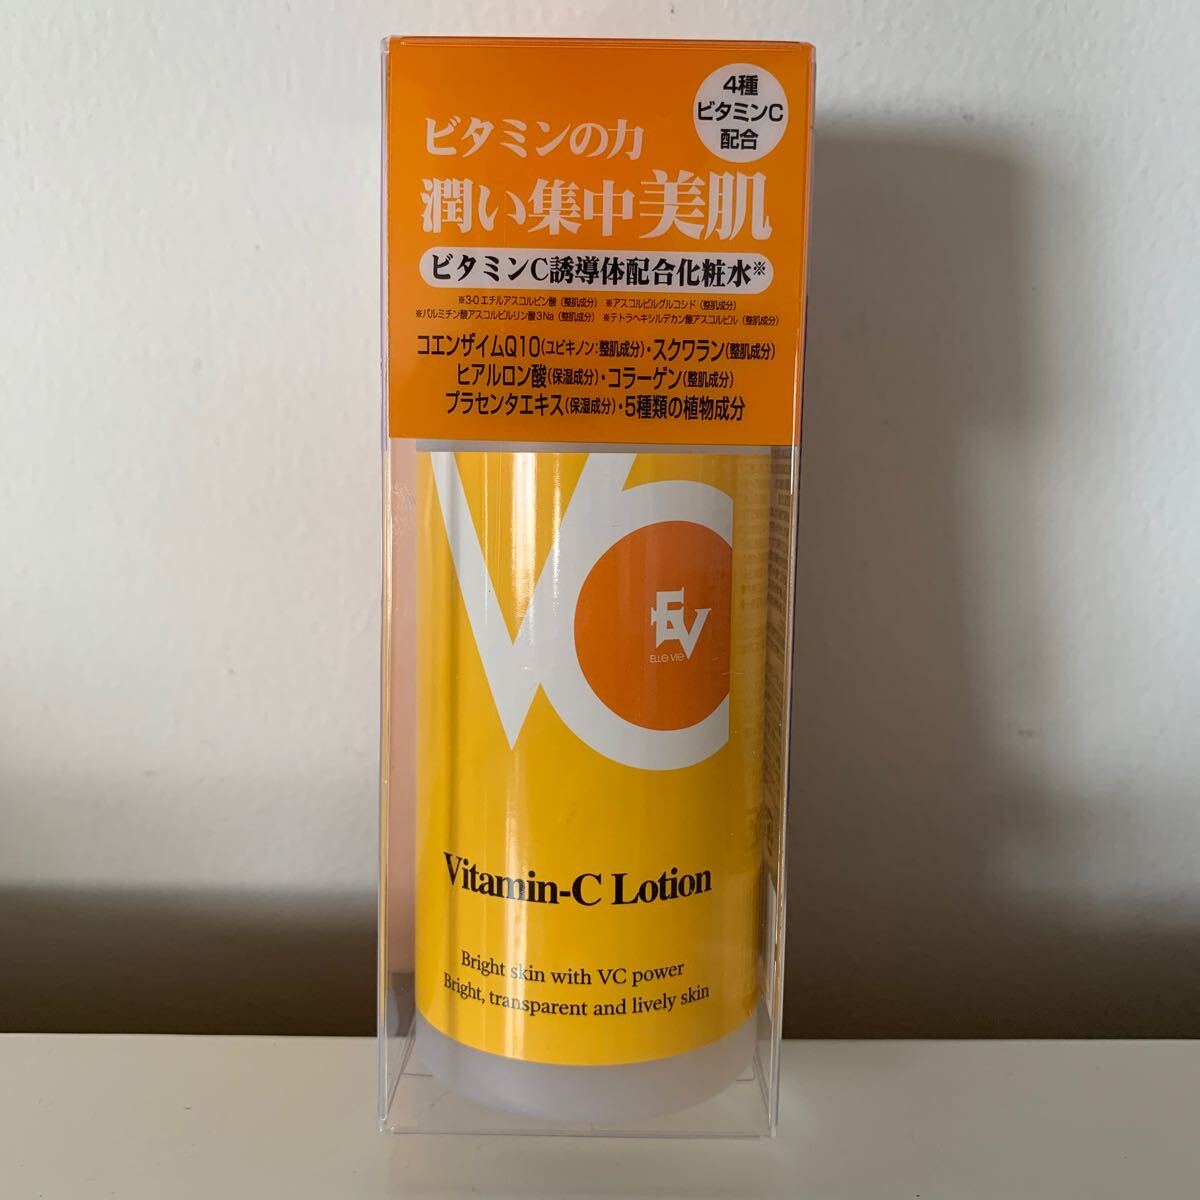 4種
ビタミンC
配合
ビタミンの力
潤い集中美肌
ビタミンC誘導体配合化粧水※
※3-O エチルアスコルビン酸(整肌成分) ※アスコルビルグルコシド(整肌成分)
※パルミチン酸アスコルビルリン酸3Na(整肌成分) ※テトラヘキシルデカン酸アスコルビル(整肌成分)
コエンザイムQ10(ユビキノン:整肌成分)・スクワラン(整肌成分)
ヒアルロン酸(保湿成分)・コラーゲン(整肌成分)
プラセンタエキス(保湿成分)・5種類の植物成分
VC
EV
ELLe Vie
Vitamin-C Lotion
Bright skin with VC power
Bright, transparent and lively skin